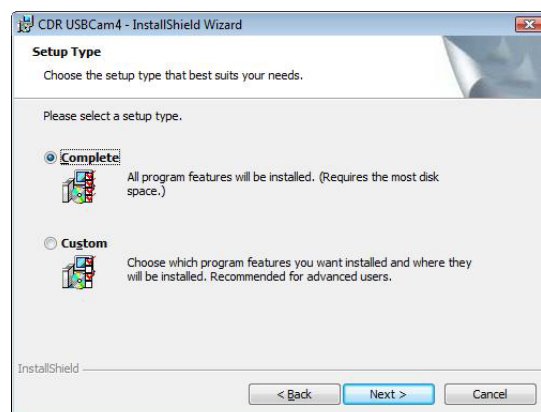 CDR USBCam4 - InstallShield Wizard
Setup Type
Choose the setup type that best suits your needs.
Please select a setup type.
Complete
All program features will be installed. (Requires the most disk
space.)
Custom
Choose which program features you want installed and where they
will be installed. Recommended for advanced users.
InstallShield
< Back
Next >
Cancel